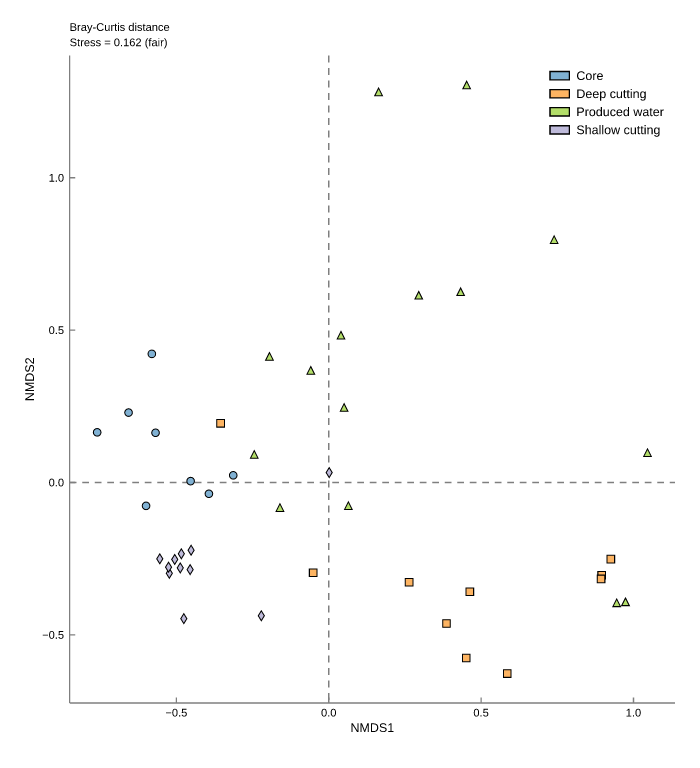 Bray-Curtis distance
Stress = 0.162 (fair)
Core
Deep cutting
Produced water
Shallow cutting
1.0
0.5
0.0
−0.5
NMDS2
−0.5
0.0
0.5
1.0
NMDS1